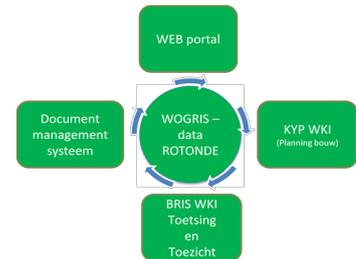 WEB portal
Document
management
systeem
WOGRIS –
data
ROTONDE
KYP WKI
(Planning bouw)
BRIS WKI
Toetsing
en
Toezicht